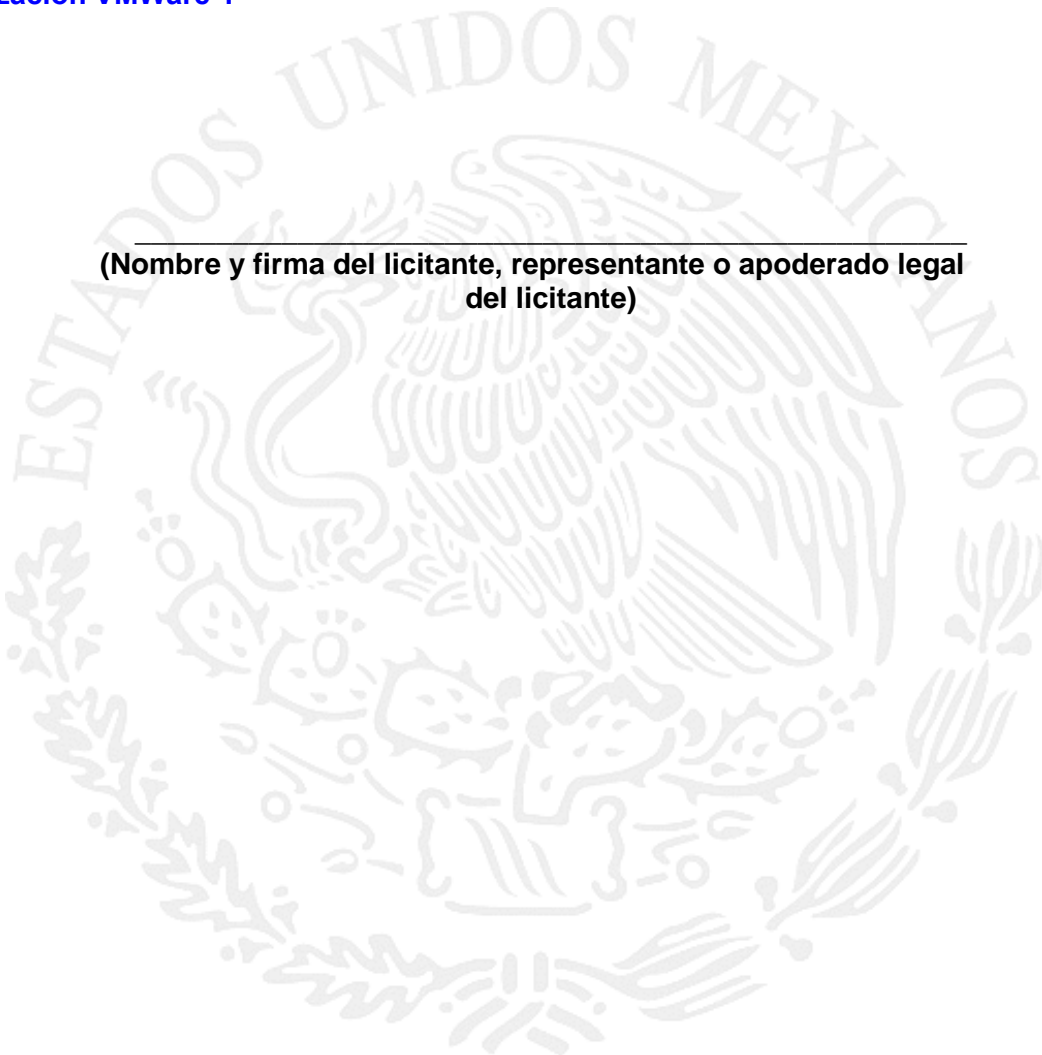 ESTADOS UNIDOS MEXICANOS
(Nombre y firma del licitante, representante o apoderado legal
del licitante)